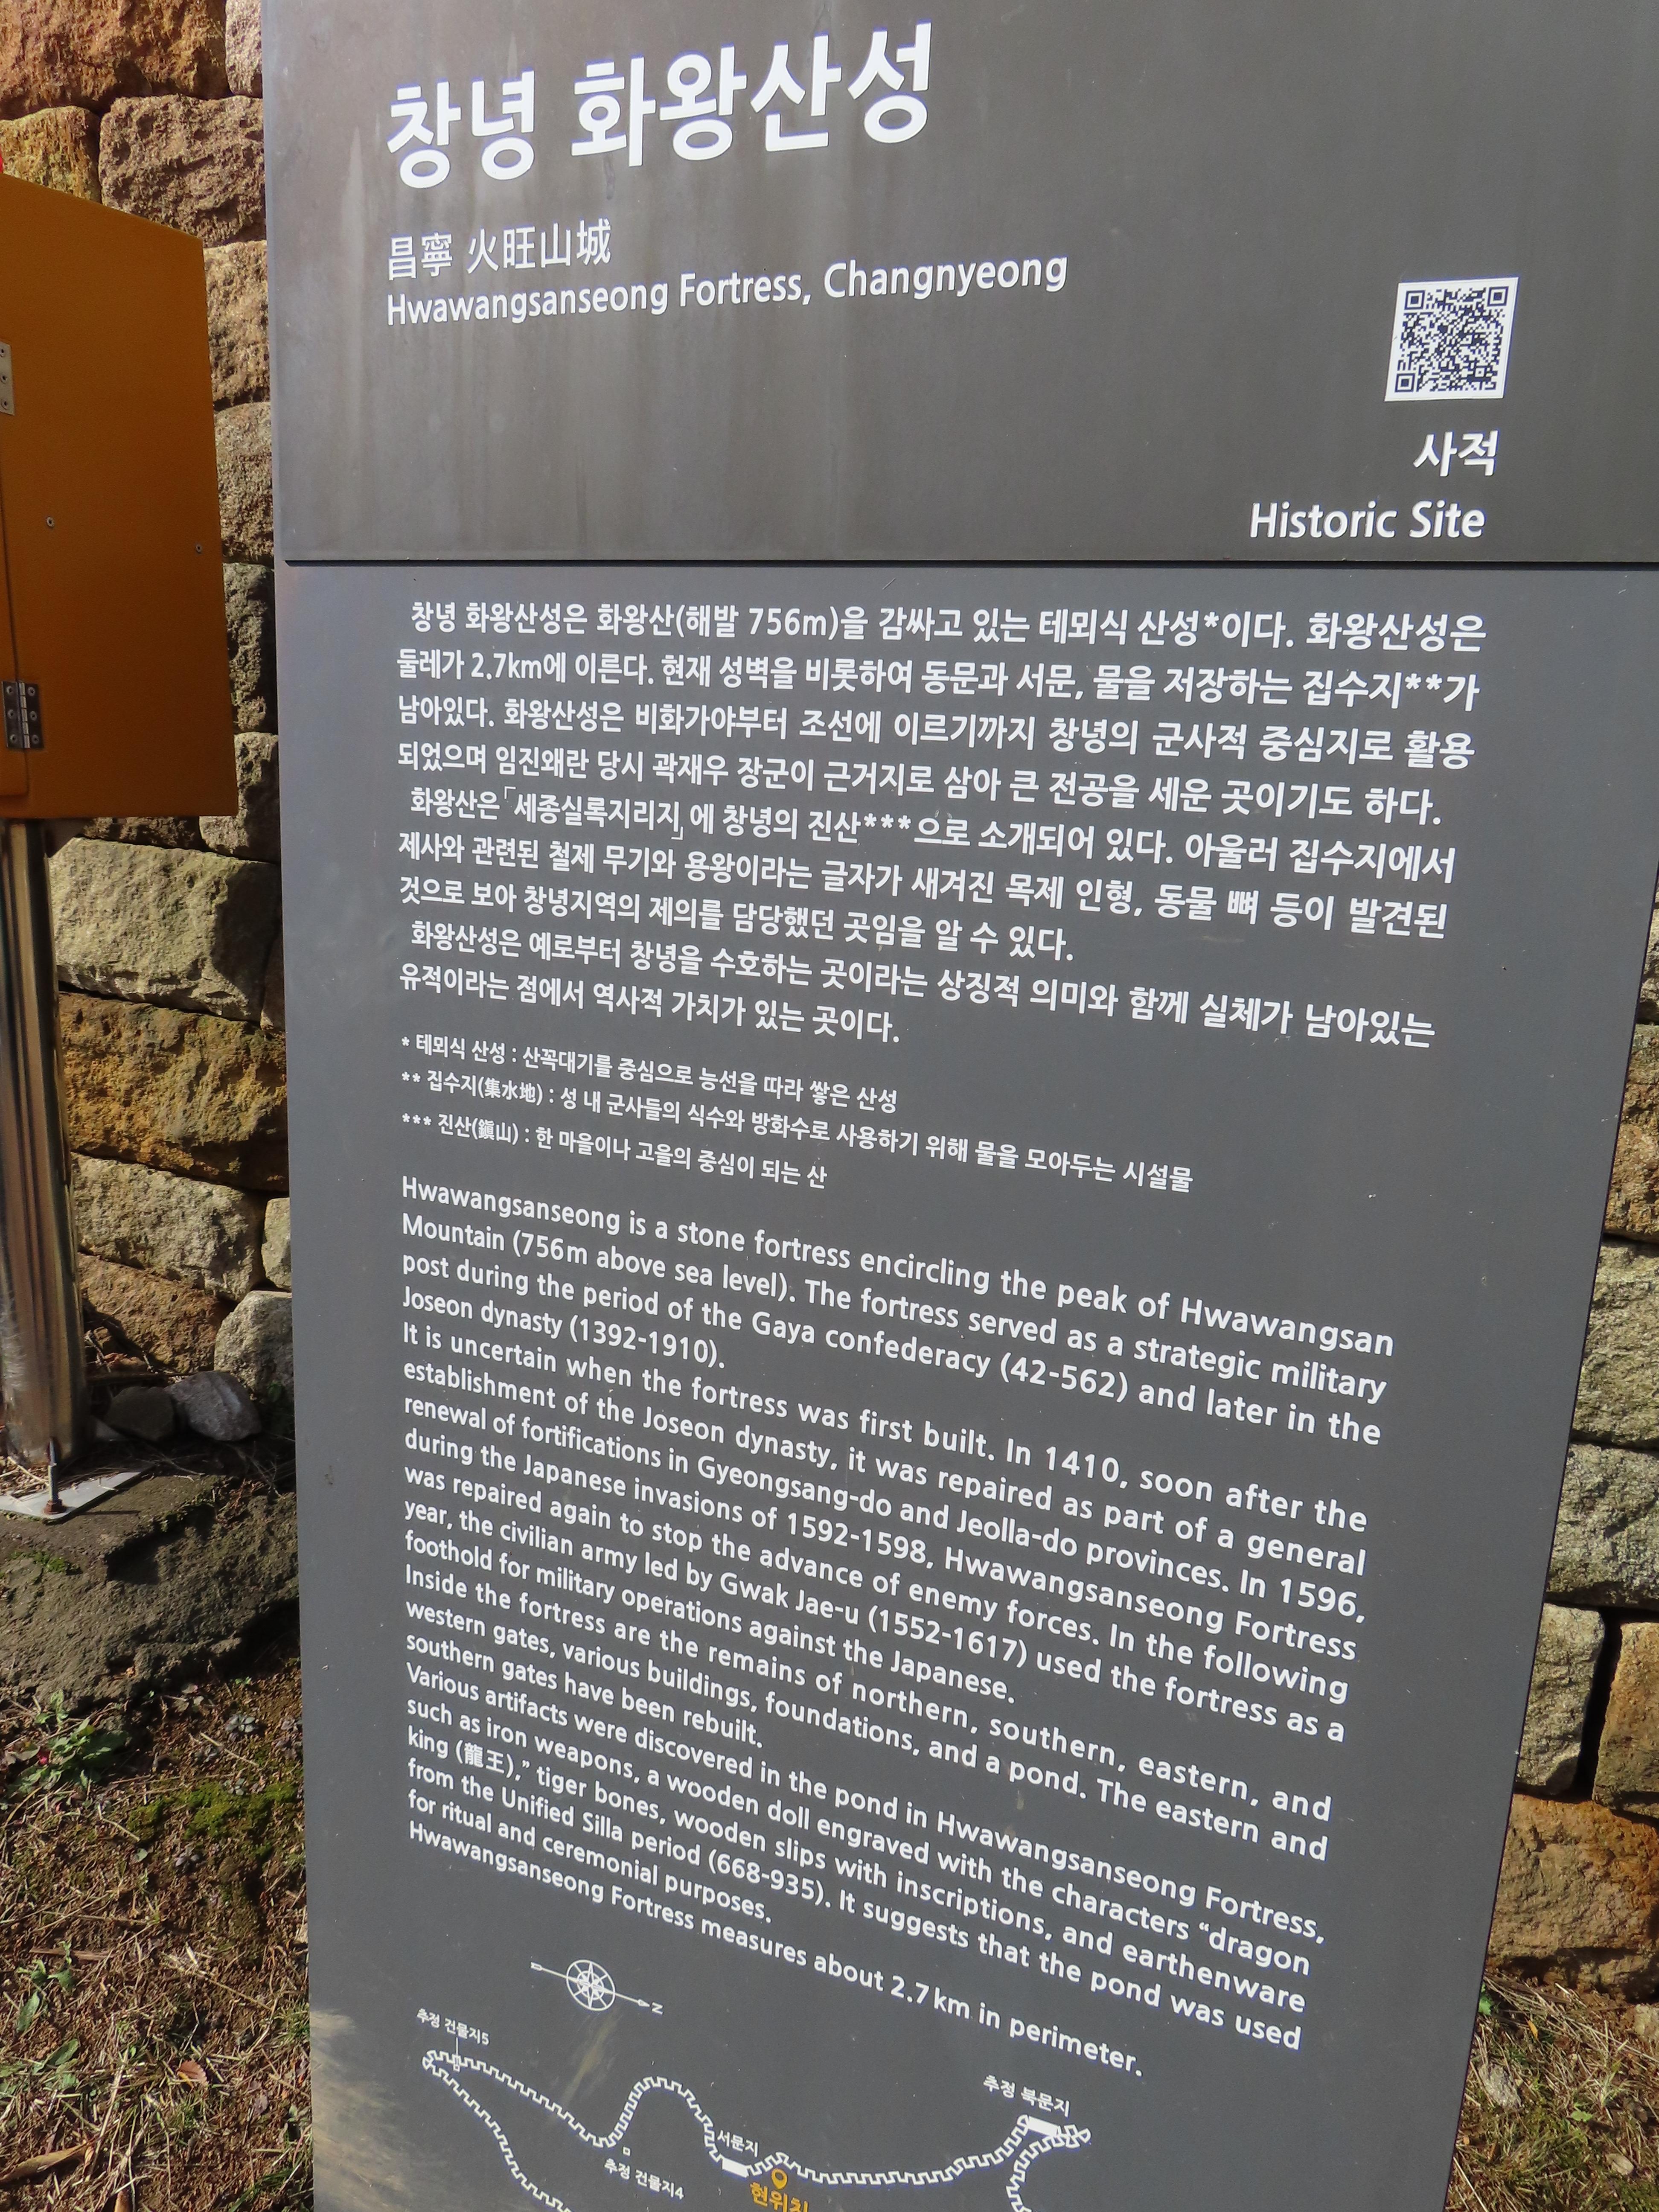 창녕 화왕산성
昌寧 火旺山城
Hwawangsanseong Fortress, Changnyeong
사적
Historic Site
창녕 화왕산성은 화왕산(해발 756m)을 감싸고 있는 테뫼식 산성*이다. 화왕산성은
둘레가 2.7km에 이른다. 현재 성벽을 비롯하여 동문과 서문, 물을 저장하는 집수지**가
남아있다. 화왕산성은 비화가야부터 조선에 이르기까지 창녕의 군사적 중심지로 활용
되었으며 임진왜란 당시 곽재우 장군이 근거지로 삼아 큰 전공을 세운 곳이기도 하다.
화왕산은「세종실록지리지」에 창녕의 진산***으로 소개되어 있다. 아울러 집수지에서
제사와 관련된 철제 무기와 용왕이라는 글자가 새겨진 목제 인형, 동물 뼈 등이 발견된
것으로 보아 창녕지역의 제의를 담당했던 곳임을 알 수 있다.
화왕산성은 예로부터 창녕을 수호하는 곳이라는 상징적 의미와 함께 실체가 남아있는
유적이라는 점에서 역사적 가치가 있는 곳이다.
* 테뫼식 산성 : 산꼭대기를 중심으로 능선을 따라 쌓은 산성
** 집수지(集水地) : 성 내 군사들의 식수와 방화수로 사용하기 위해 물을 모아두는 시설물
*** 진산(鎭山) : 한 마을이나 고을의 중심이 되는 산
Hwawangsanseong is a stone fortress encircling the peak of Hwawangsan
Mountain (756m above sea level). The fortress served as a strategic military
post during the period of the Gaya confederacy (42-562) and later in the
Joseon dynasty (1392-1910).
It is uncertain when the fortress was first built. In 1410, soon after the
establishment of the Joseon dynasty, it was repaired as part of a general
renewal of fortifications in Gyeongsang-do and Jeolla-do provinces. In 1596,
during the Japanese invasions of 1592-1598, Hwawangsanseong Fortress
was repaired again to stop the advance of enemy forces. In the following
year, the civilian army led by Gwak Jae-u (1552-1617) used the fortress as a
foothold for military operations against the Japanese.
Inside the fortress are the remains of northern, southern, eastern, and
western gates, various buildings, foundations, and a pond. The eastern and
southern gates have been rebuilt.
Various artifacts were discovered in the pond in Hwawangsanseong Fortress,
such as iron weapons, a wooden doll engraved with the characters “dragon
king (龍王),” tiger bones, wooden slips with inscriptions, and earthenware
from the Unified Silla period (668-935). It suggests that the pond was used
for ritual and ceremonial purposes.
Hwawangsanseong Fortress measures about 2.7km in perimeter.
N
추정 건물지5
추정 북문지
서문지
추정 건물지4
현위치